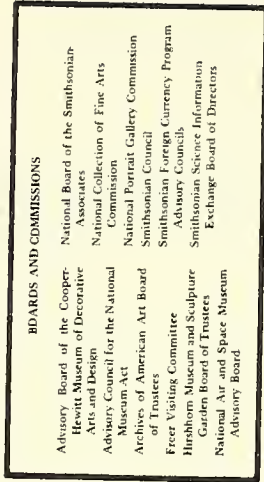 BOARDS AND COMMISSIONS
Advisory Board of the Cooper-
Hewitt Museum of Decorative
Arts and Design
Advisory Council for the National
Museum Act
Archives of American Art Board
of Trustees
Freer Visiting Committee
Hirshhorn Museum and Sculpture
Garden Board of Trustees
National Air and Space Museum
Advisory Board
National Board of the Smithsonian
Associates
National Collection of Fine Arts
Commission
National Portrait Gallery Commission
Smithsonian Council
Smithsonian Foreign Currency Program
Advisory Councils
Smithsonian Science Information
Exchange Board of Directors